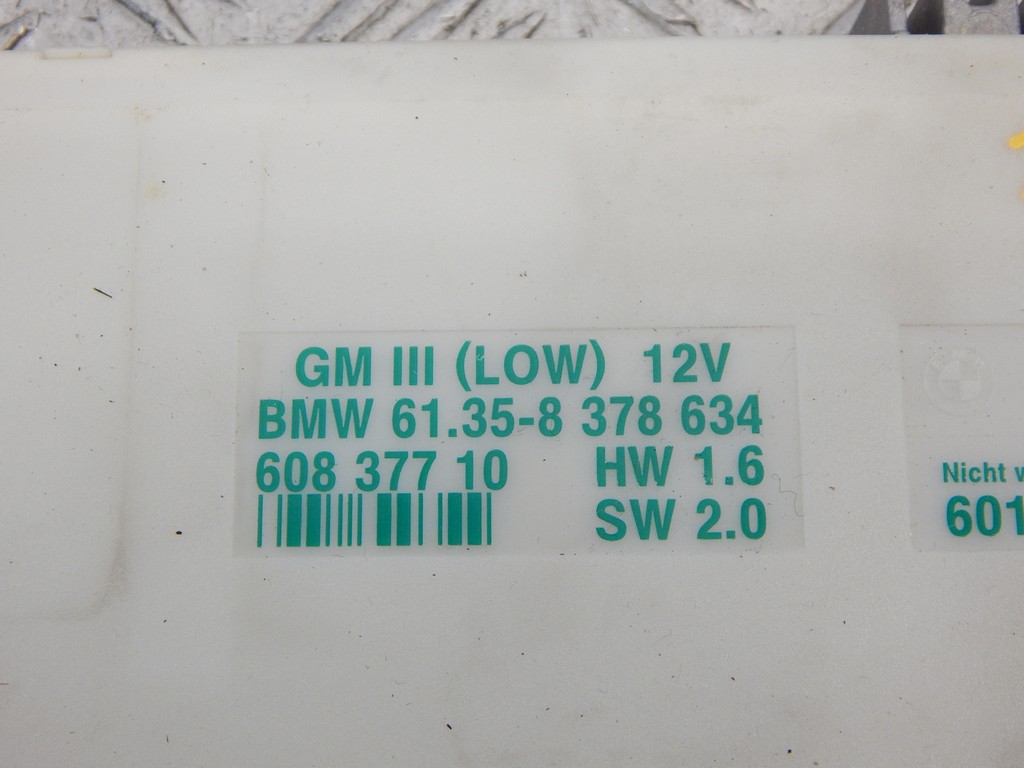 GM III (LOW) 12V
BMW 61.35-8 378 634
608 377 10 HW 1.6
SW 2.0
Nicht
601